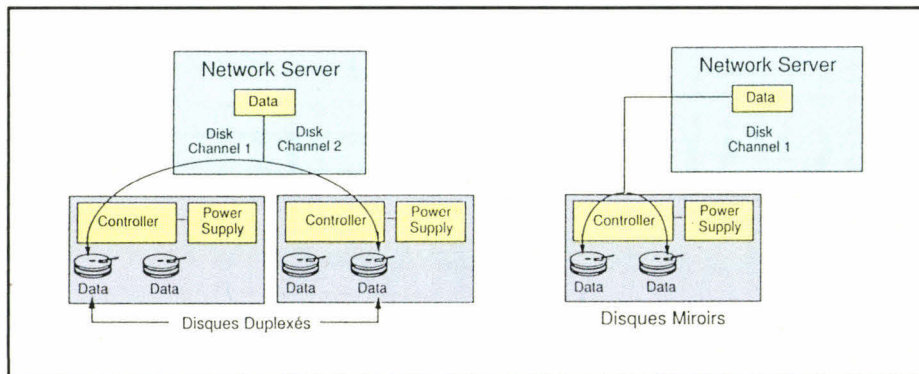 Network Server
Data
Disk
Channel 1
Disk
Channel 2
Controller
Power
Supply
Data
Data
Controller
Power
Supply
Data
Data
Disques Duplexés
Network Server
Data
Disk
Channel 1
Controller
Power
Supply
Data
Data
Disques Miroirs